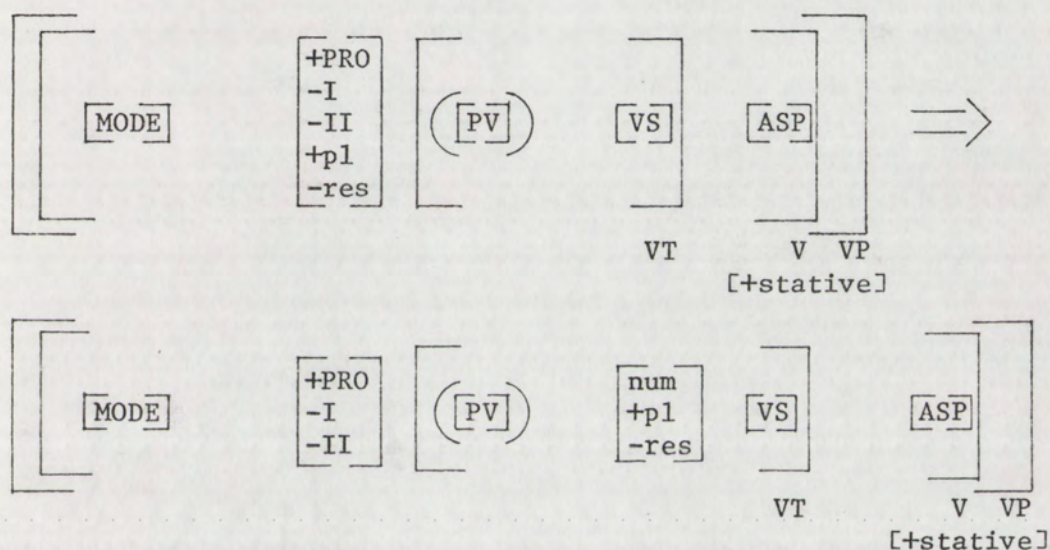 +PRO
-I
MODE -II PV VS ASP
+pl
-res
VT V VP
[+stative]
+PRO num
MODE -I PV +pl VS ASP
-II -res
VT V VP
[+stative]